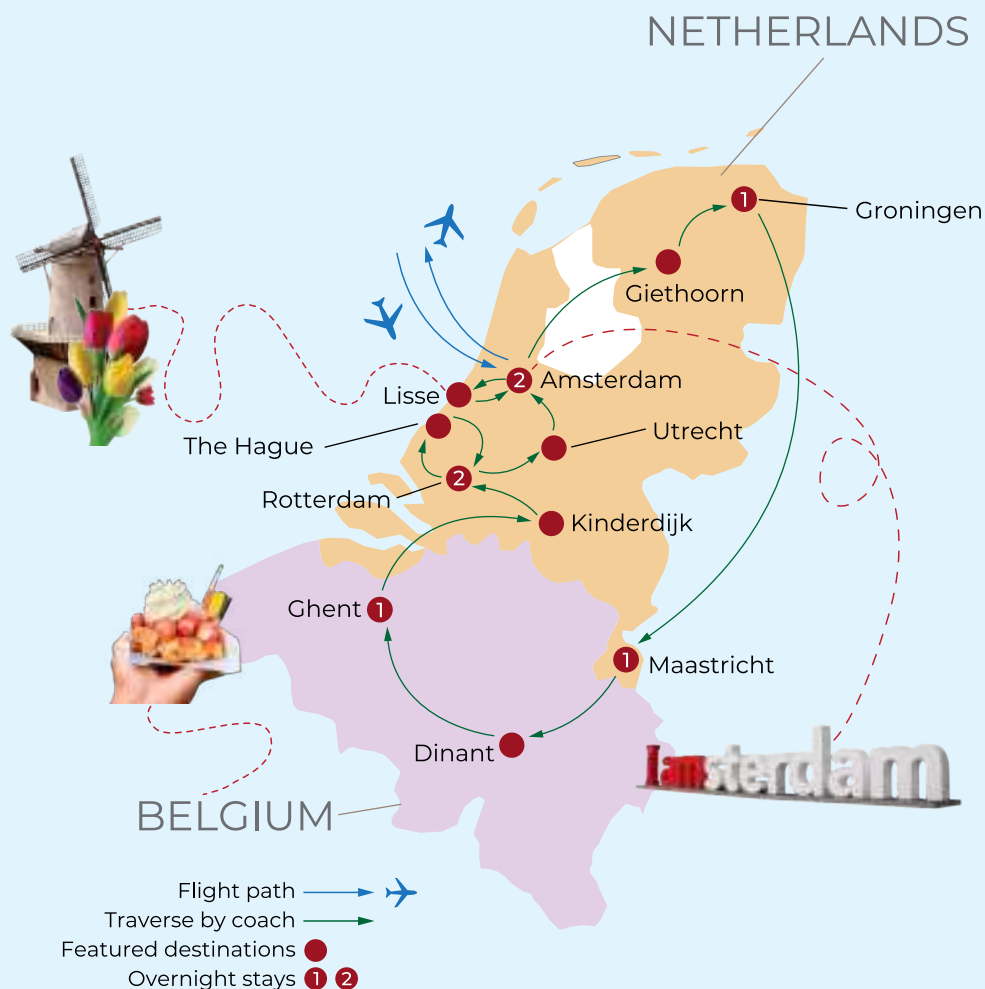 NETHERLANDS
1
Groningen
Giethoorn
2
Amsterdam
Lisse
The Hague
Utrecht
Rotterdam
2
Kinderdijk
Ghent
1
1
Maastricht
Dinant
Iamsterdam
BELGIUM
Flight path
Traverse by coach
Featured destinations
Overnight stays 1 2